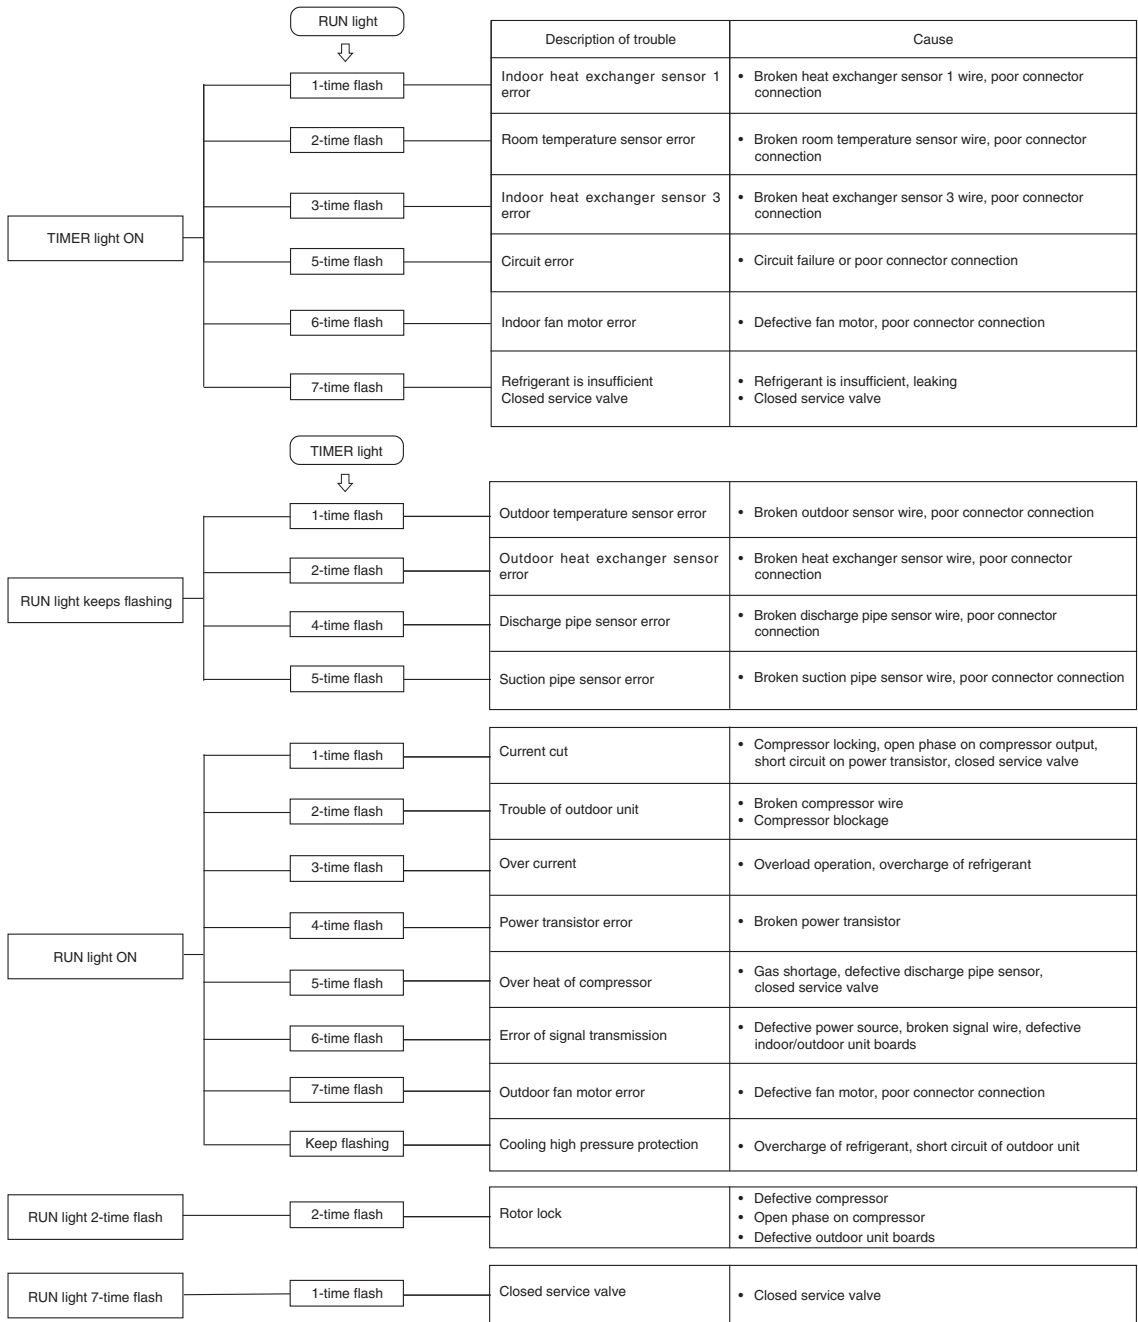 RUN light
Description of trouble
Cause
TIMER light ON
1-time flash
Indoor heat exchanger sensor 1
error
• Broken heat exchanger sensor 1 wire, poor connector
connection
2-time flash
Room temperature sensor error
• Broken room temperature sensor wire, poor connector
connection
3-time flash
Indoor heat exchanger sensor 3
error
• Broken heat exchanger sensor 3 wire, poor connector
connection
5-time flash
Circuit error
• Circuit failure or poor connector connection
6-time flash
Indoor fan motor error
• Defective fan motor, poor connector connection
7-time flash
Refrigerant is insufficient
Closed service valve
• Refrigerant is insufficient, leaking
• Closed service valve
TIMER light
RUN light keeps flashing
1-time flash
Outdoor temperature sensor error
• Broken outdoor sensor wire, poor connector connection
2-time flash
Outdoor heat exchanger sensor
error
• Broken heat exchanger sensor wire, poor connector
connection
4-time flash
Discharge pipe sensor error
• Broken discharge pipe sensor wire, poor connector
connection
5-time flash
Suction pipe sensor error
• Broken suction pipe sensor wire, poor connector connection
RUN light ON
1-time flash
Current cut
• Compressor locking, open phase on compressor output,
short circuit on power transistor, closed service valve
2-time flash
Trouble of outdoor unit
• Broken compressor wire
• Compressor blockage
3-time flash
Over current
• Overload operation, overcharge of refrigerant
4-time flash
Power transistor error
• Broken power transistor
5-time flash
Over heat of compressor
• Gas shortage, defective discharge pipe sensor,
closed service valve
6-time flash
Error of signal transmission
• Defective power source, broken signal wire, defective
indoor/outdoor unit boards
7-time flash
Outdoor fan motor error
• Defective fan motor, poor connector connection
Keep flashing
Cooling high pressure protection
• Overcharge of refrigerant, short circuit of outdoor unit
RUN light 2-time flash
2-time flash
Rotor lock
• Defective compressor
• Open phase on compressor
• Defective outdoor unit boards
RUN light 7-time flash
1-time flash
Closed service valve
• Closed service valve